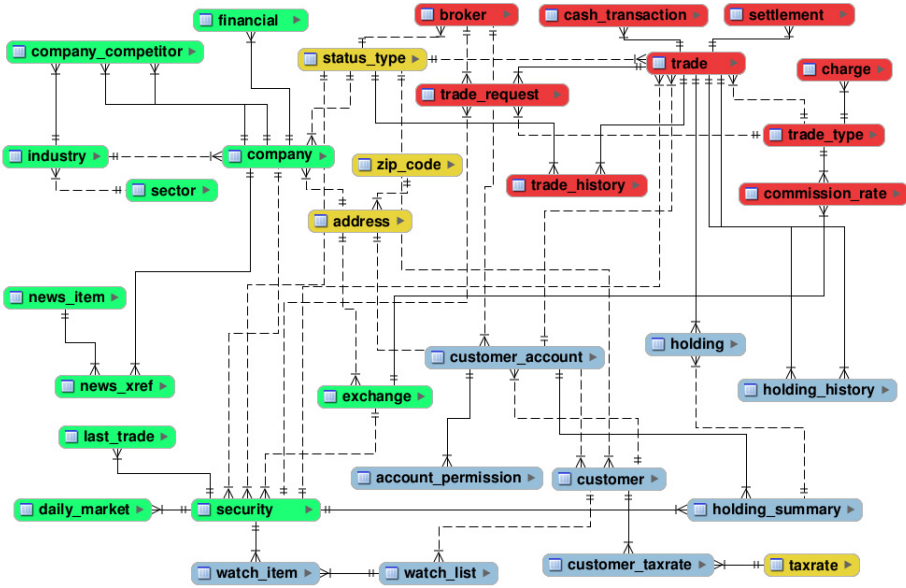 financial
broker
cash_transaction
settlement
company_competitor
status_type
trade
charge
trade_request
trade_type
industry
company
zip_code
sector
trade_history
commission_rate
address
news_item
customer_account
holding
news_xref
exchange
holding_history
last_trade
account_permission
customer
daily_market
security
holding_summary
watch_item
watch_list
customer_taxrate
taxrate